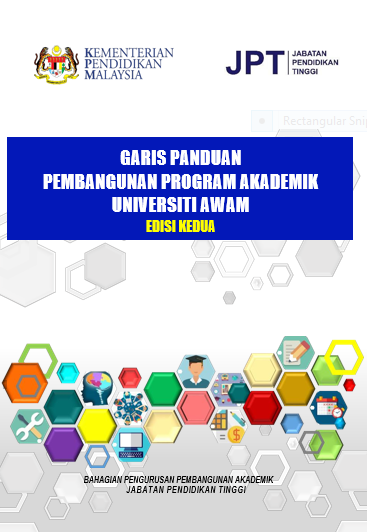 KEMENTERIAN
PENDIDIKAN
MALAYSIA
JPT
JABATAN
PENDIDIKAN
TINGGI
Rectangular Snip
GARIS PANDUAN
PEMBANGUNAN PROGRAM AKADEMIK
UNIVERSITI AWAM
EDISI KEDUA
BAHAGIAN PENGURUSAN PEMBANGUNAN AKADEMIK
JABATAN PENDIDIKAN TINGGI